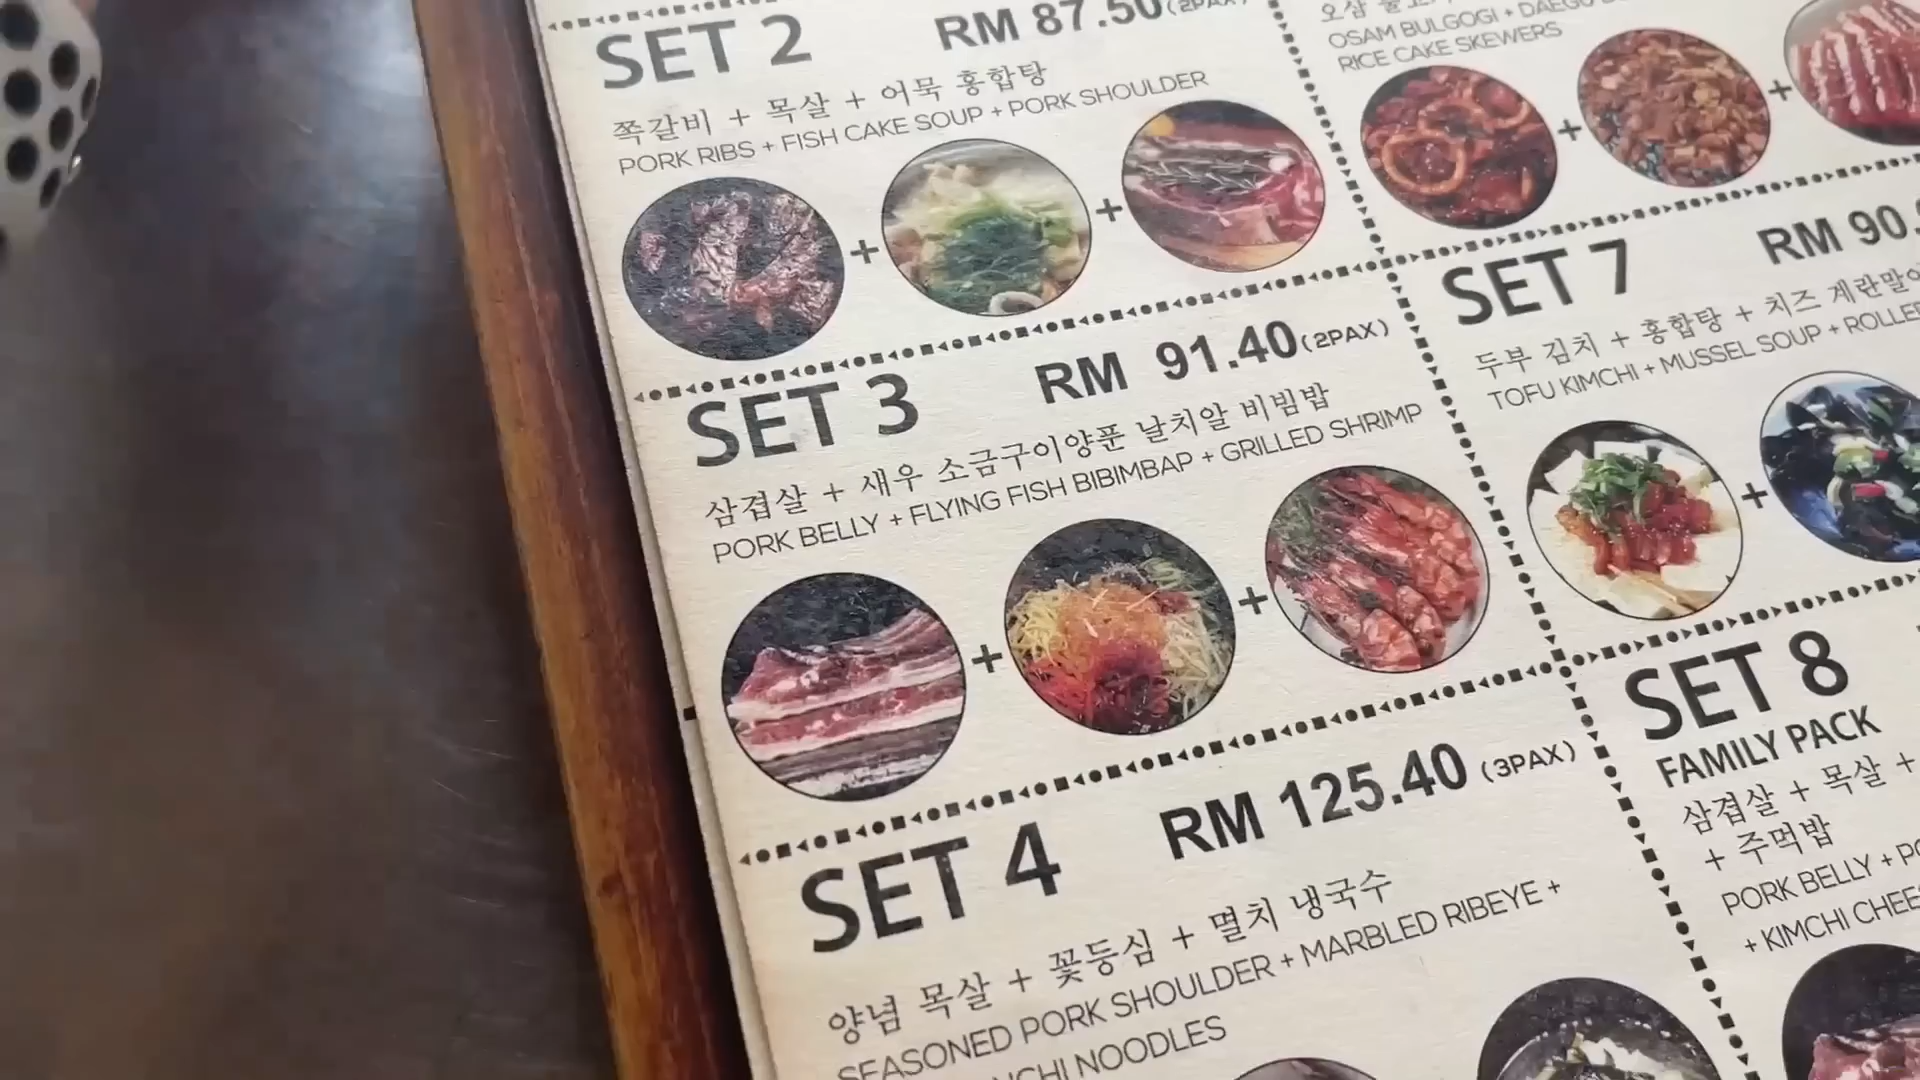 SET 2 RM 87.50 (2PAX)
쪽갈비 + 목살 + 어묵 홍합탕
PORK RIBS + FISH CAKE SOUP + PORK SHOULDER
+ +
SET 3 RM 91.40 (2PAX)
삼겹살 + 새우 소금구이양푼 날치알 비빔밥
PORK BELLY + FLYING FISH BIBIMBAP + GRILLED SHRIMP
+ +
SET 4 RM 125.40 (3PAX)
양념 목살 + 꽃등심 + 멸치 냉국수
SEASONED PORK SHOULDER + MARBLED RIBEYE +
NOODLES
오삼
OSAM BULGOGI +
RICE CAKE SKEWERS
+ +
SET 7 RM 90.
두부 김치 + 홍합탕 + 치즈 계란말이
TOFU KIMCHI + MUSSEL SOUP +
+
SET 8
FAMILY PACK
삼겹살 + 목살 +
+ 주먹밥
PORK BELLY +
+ KIMCHI